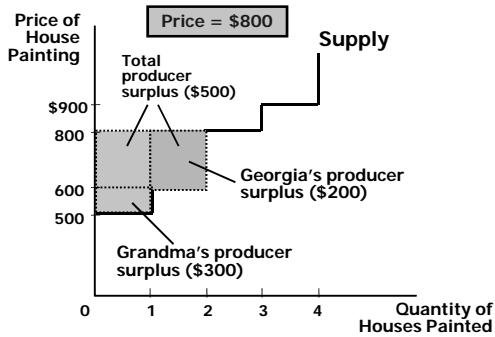 Price of
House
Painting
Price = $800
Supply
Total
producer
surplus ($500)
$900
800
600
500
Georgia's producer
surplus ($200)
Grandma's producer
surplus ($300)
0
1
2
3
4
Quantity of
Houses Painted